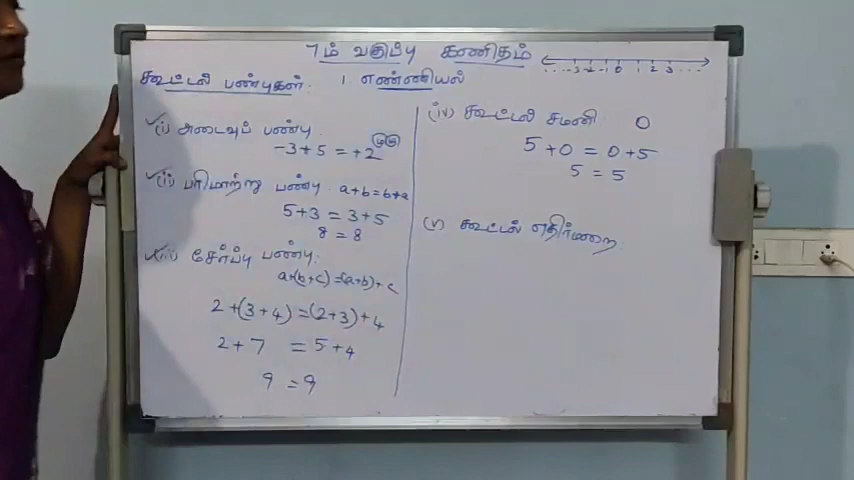 7ம் வகுப்பு கணிதம்
...-3-2-1 0 1 2 3 ...
கூட்டல் பண்புகள்: 1. எண்ணியல்
(i) அடைவுப் பண்பு
-3+5 = +2 முழு
(ii) பரிமாற்று பண்பு. a+b=b+a
5+3 = 3+5
8 = 8
(iii) சேர்ப்பு பண்பு:
a+(b+c)=(a+b)+c
2+(3+4)=(2+3)+4
2+7 = 5+4
9 = 9
(iv) கூட்டல் சமனி 0
5+0 = 0+5
5 = 5
(v) கூட்டல் எதிர்மறை.